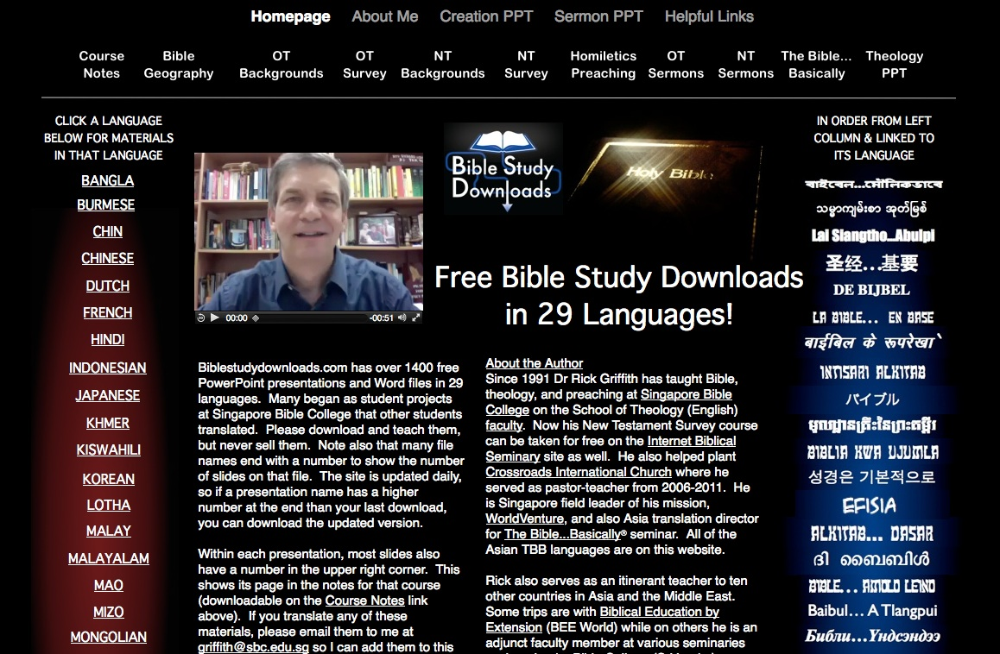 Homepage About Me Creation PPT Sermon PPT Helpful Links
Course Notes
Bible Geography
OT Backgrounds
OT Survey
NT Backgrounds
NT Survey
Homiletics Preaching
OT Sermons
NT Sermons
The Bible... Basically
Theology PPT
CLICK A LANGUAGE
BELOW FOR MATERIALS
IN THAT LANGUAGE
BANGLA
BURMESE
CHIN
CHINESE
DUTCH
FRENCH
HINDI
INDONESIAN
JAPANESE
KHMER
KISWAHILI
KOREAN
LOTHA
MALAY
MALAYALAM
MAO
MIZO
MONGOLIAN
00:00
-00:51
Bible Study
Downloads
Holy Bible
Free Bible Study Downloads
in 29 Languages!
Biblestudydownloads.com has over 1400 free
PowerPoint presentations and Word files in 29
languages. Many began as student projects
at Singapore Bible College that other students
translated. Please download and teach them,
but never sell them. Note also that many file
names end with a number to show the number
of slides on that file. The site is updated daily,
so if a presentation name has a higher
number at the end than your last download,
you can download the updated version.
Within each presentation, most slides also
have a number in the upper right corner. This
shows its page in the notes for that course
(downloadable on the Course Notes link
above). If you translate any of these
materials, please email them to me at
griffith@sbc.edu.sg so I can add them to this
About the Author
Since 1991 Dr Rick Griffith has taught Bible,
theology, and preaching at Singapore Bible
College on the School of Theology (English)
faculty. Now his New Testament Survey course
can be taken for free on the Internet Biblical
Seminary site as well. He also helped plant
Crossroads International Church where he
served as pastor-teacher from 2006-2011. He
is Singapore field leader of his mission,
WorldVenture, and also Asia translation director
for The Bible...Basically® seminar. All of the
Asian TBB languages are on this website.
Rick also serves as an itinerant teacher to ten
other countries in Asia and the Middle East.
Some trips are with Biblical Education by
Extension (BEE World) while on others he is an
adjunct faculty member at various seminaries
IN ORDER FROM LEFT
COLUMN & LINKED TO
ITS LANGUAGE
বাইবেল...মৌলিকভাবে
သမ္မာကျမ်းစာ အုတ်မြစ်
Lai Siangtho...Abulpi
圣经...基要
DE BIJBEL
LA BIBLE... EN BASE
बाईबिल के रूपरेखा`
INTISARI ALKITAB
バイブル
BIBLIA KWA UJUMLA
성경은 기본적으로
EFISIA
ALKITAB... DASAR
ദി ബൈബിൾ
BIBLE...
Baibul... A Tlangpui
Библи...Үндсэндээ